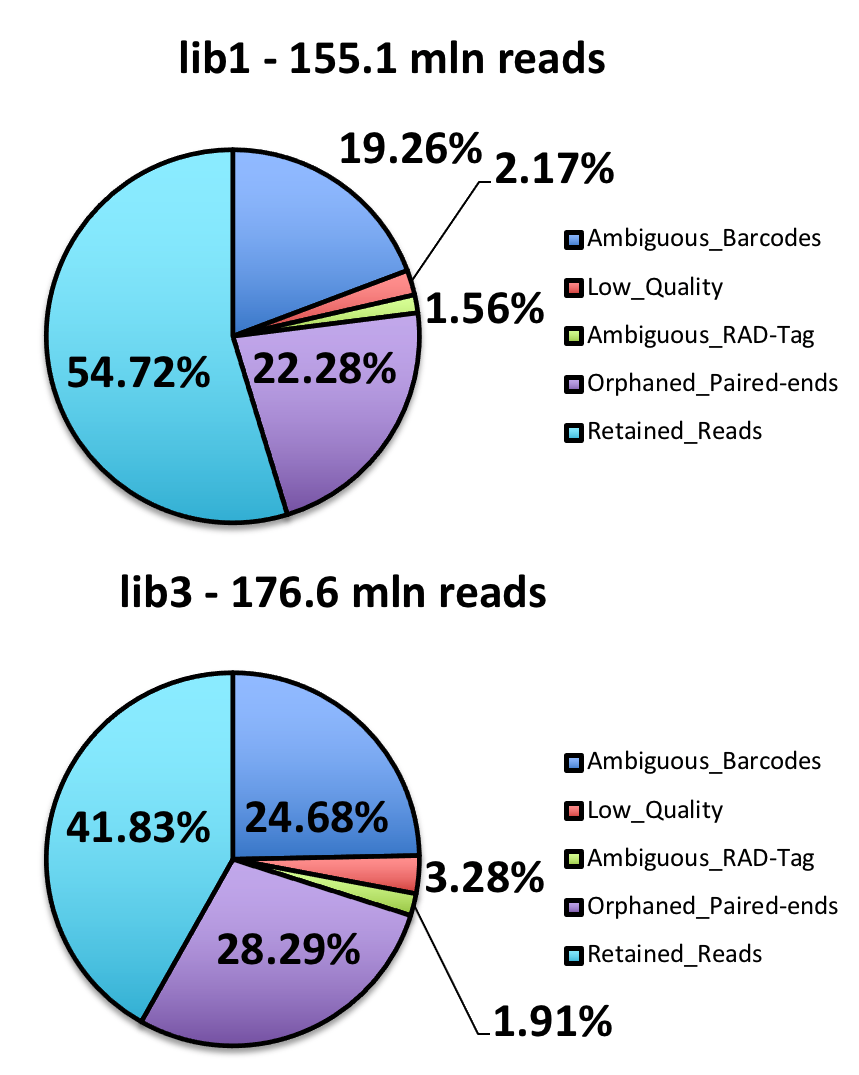 lib1 - 155.1 mln reads
19.26%
2.17%
1.56%
22.28%
54.72%
Ambiguous_Barcodes
Low_Quality
Ambiguous_RAD-Tag
Orphaned_Paired-ends
Retained_Reads
lib3 - 176.6 mln reads
24.68%
3.28%
1.91%
28.29%
41.83%
Ambiguous_Barcodes
Low_Quality
Ambiguous_RAD-Tag
Orphaned_Paired-ends
Retained_Reads